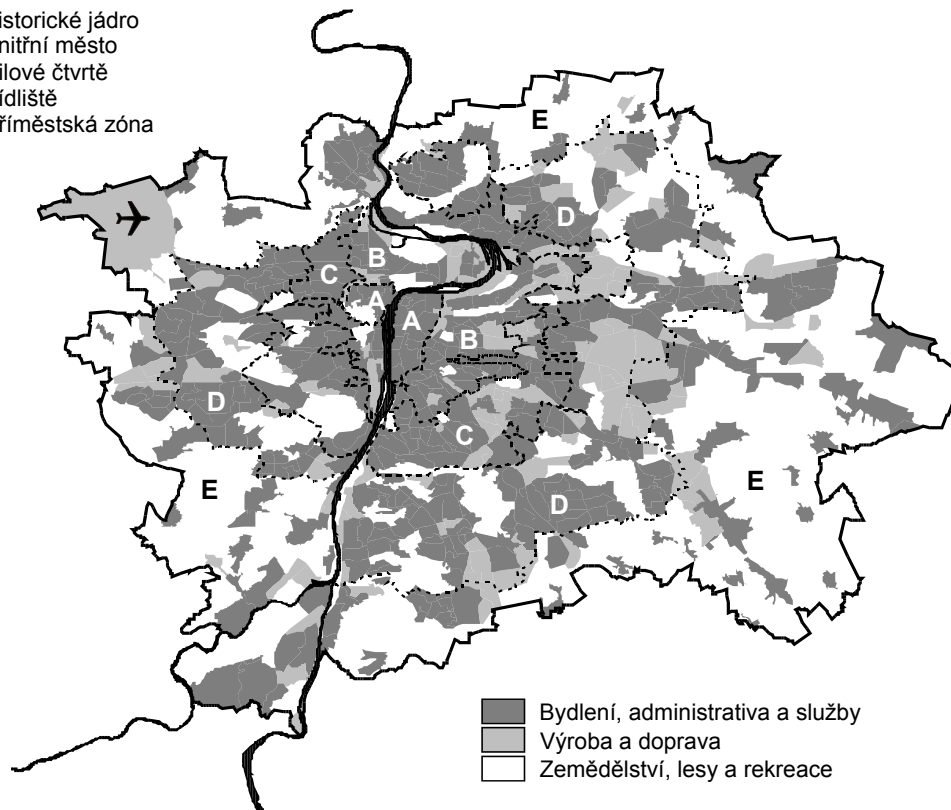 istorické jádro
nitřní město
ilové čtvrtě
ídliště
říměstská zóna
E
D
B
C
A
A
B
D
C
E
E
D
Bydlení, administrativa a služby
Výroba a doprava
Zemědělství, lesy a rekreace